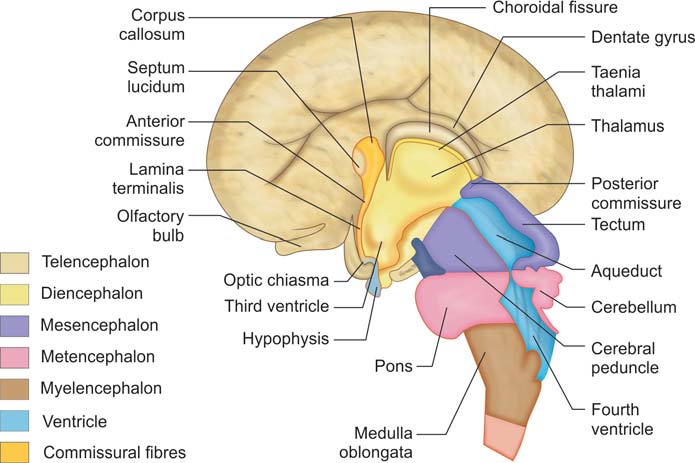 Corpus
callosum
Septum
lucidum
Anterior
commissure
Lamina
terminalis
Olfactory
bulb
Optic chiasma
Third ventricle
Hypophysis
Choroidal fissure
Dentate gyrus
Taenia
thalami
Thalamus
Posterior
commissure
Tectum
Aqueduct
Cerebellum
Cerebral
peduncle
Fourth
ventricle
Pons
Medulla
oblongata
Telencephalon
Diencephalon
Mesencephalon
Metencephalon
Myelencephalon
Ventricle
Commissural fibres